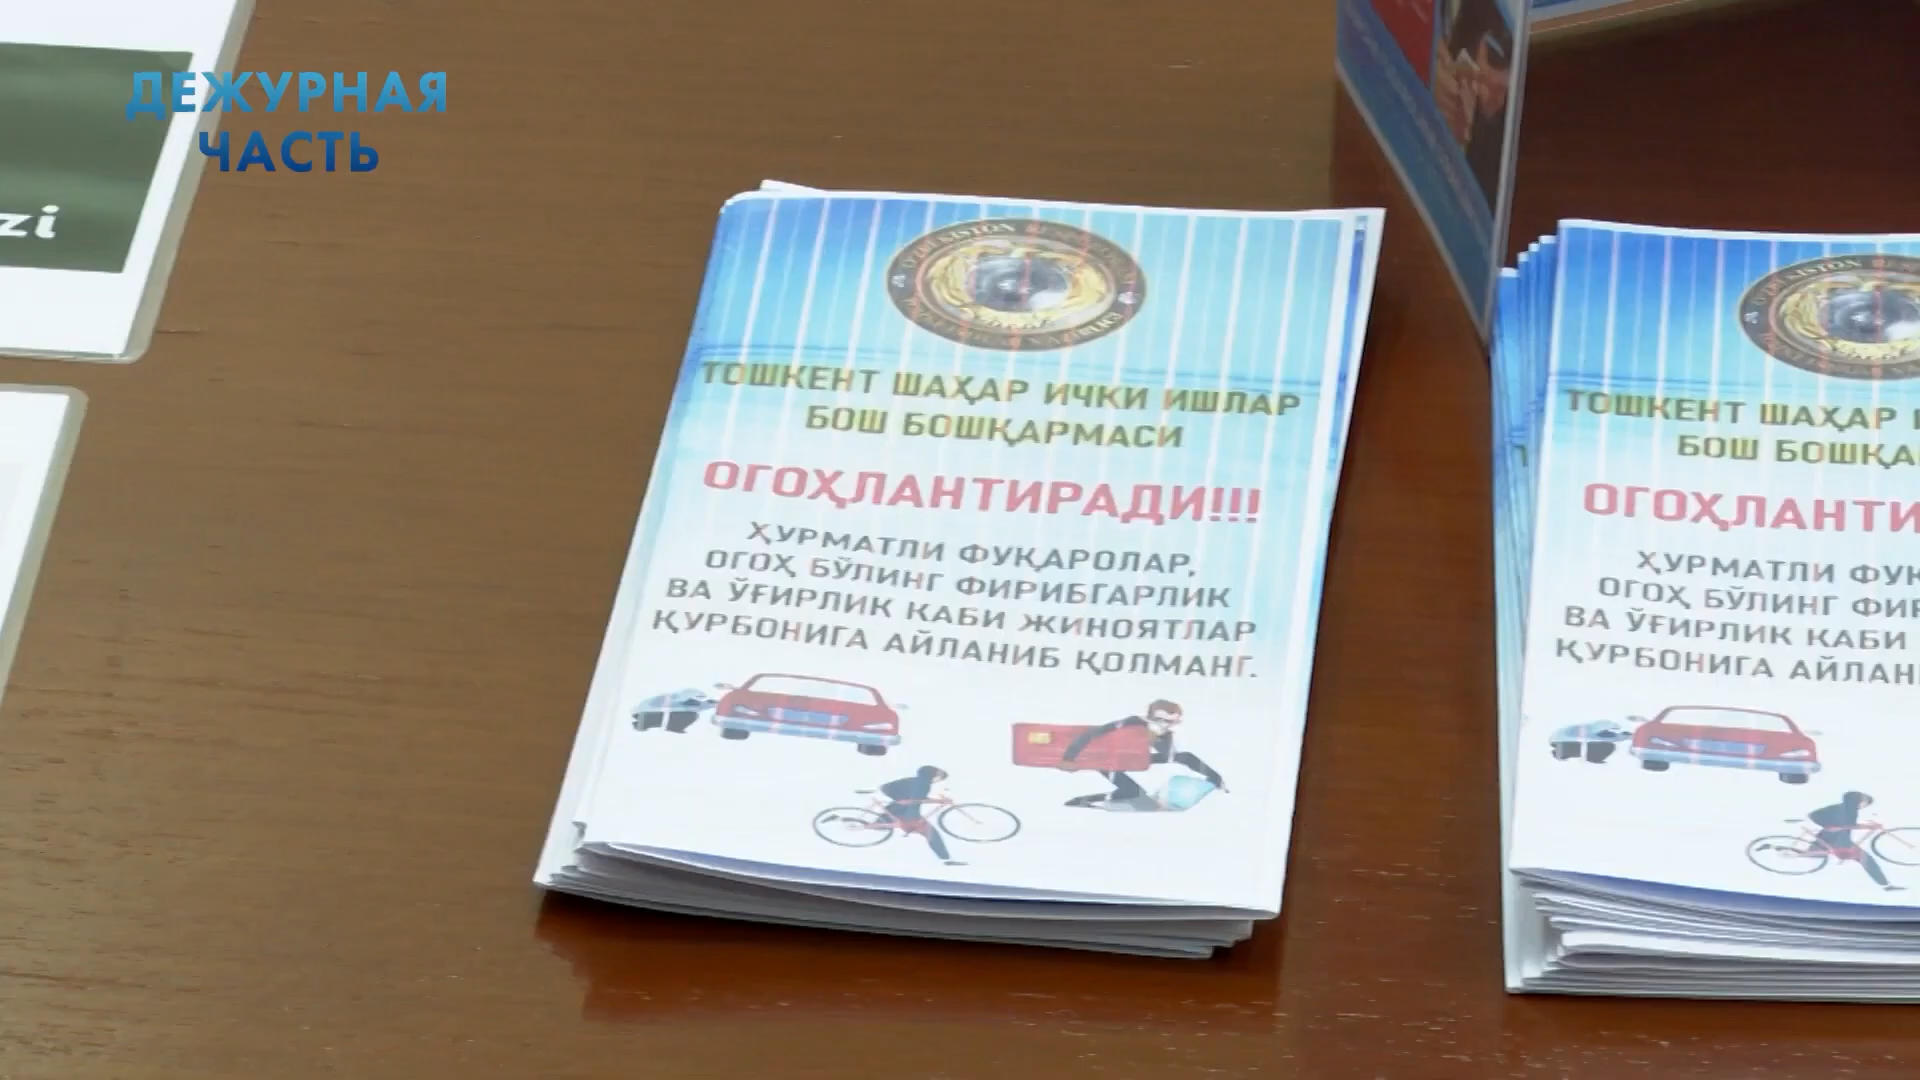 ДЕЖУРНАЯ
ЧАСТЬ
zi
ТОШКЕНТ ШАҲАР ИЧКИ ИШЛАР
БОШ БОШҚАРМАСИ
ОГОҲЛАНТИРАДИ!!!
ҲУРМАТЛИ ФУҚАРОЛАР,
ОГОҲ БЎЛИНГ ФИРИБГАРЛИК
ВА ЎҒИРЛИК КАБИ ЖИНОЯТЛАР
ҚУРБОНИГА АЙЛАНИБ ҚОЛМАНГ.
ТОШКЕНТ ШАҲАР И
БОШ БОШҚА
ОГОҲЛАНТИ
ҲУРМАТЛИ ФУҚ
ОГОҲ БЎЛИНГ ФИР
ВА ЎҒИРЛИК КАБИ
ҚУРБОНИГА АЙЛАН